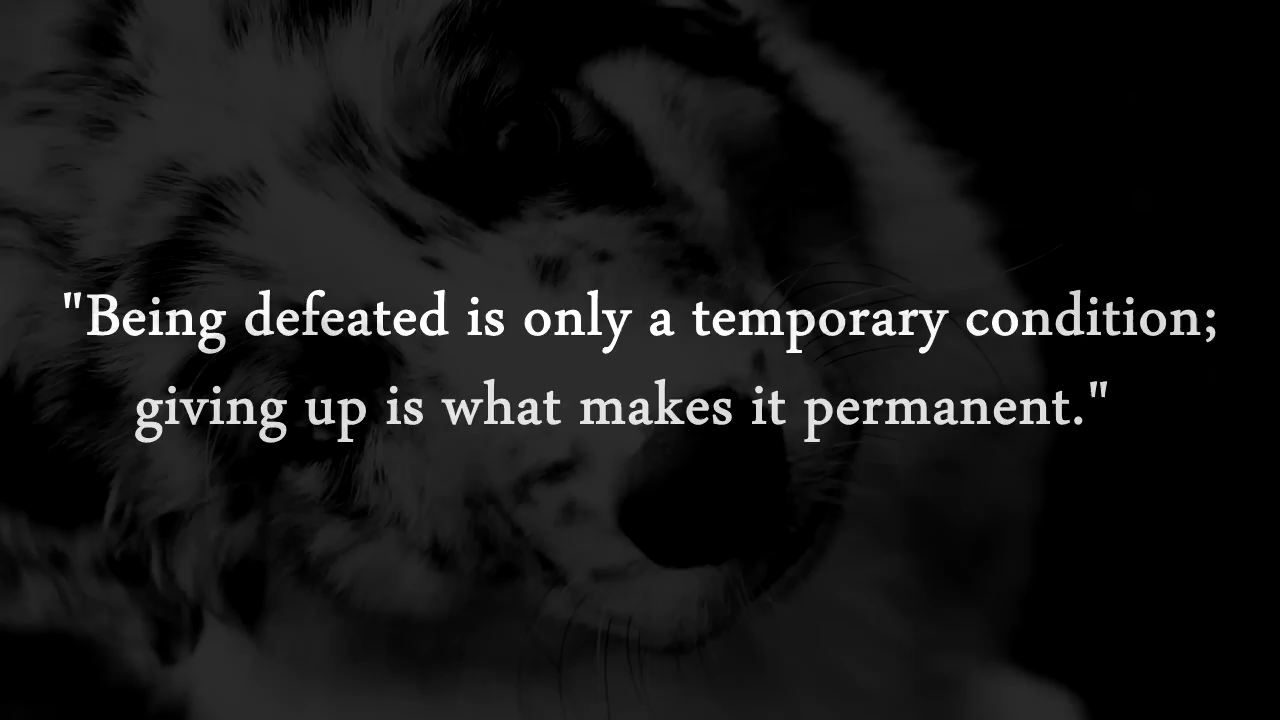 "Being defeated is only a temporary condition;
giving up is what makes it permanent."